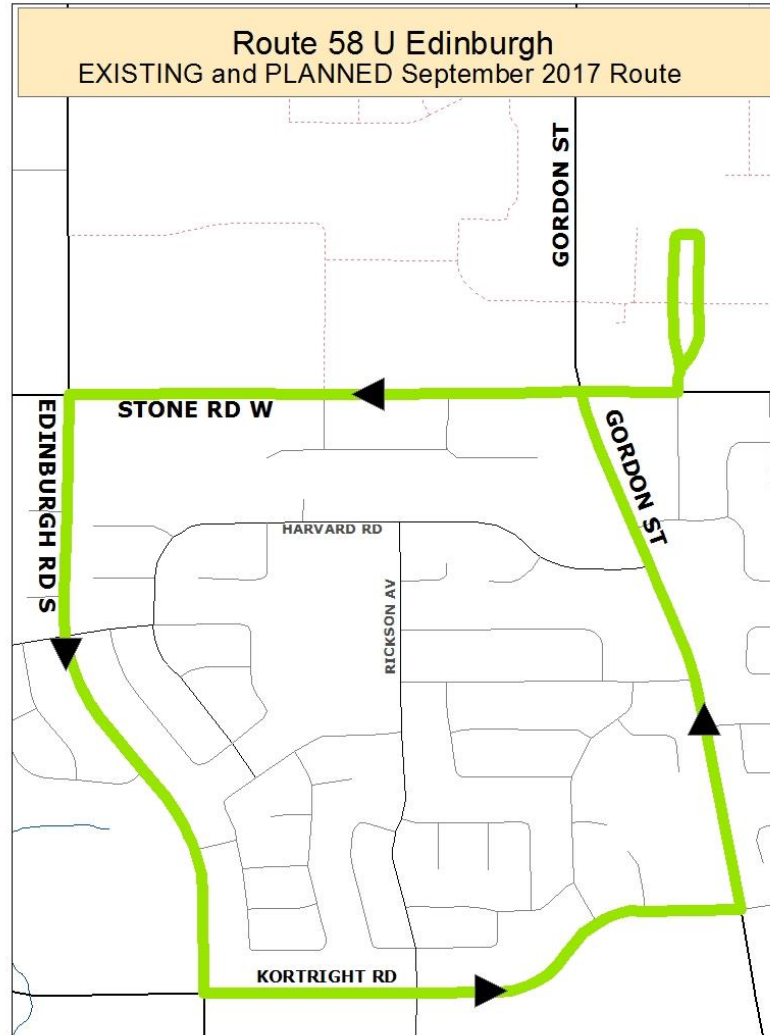 Route 58 U Edinburgh
EXISTING and PLANNED September 2017 Route
GORDON ST
STONE RD W
EDINBURGH RD S
GORDON ST
HARVARD RD
RICKSON AV
KORTRIGHT RD